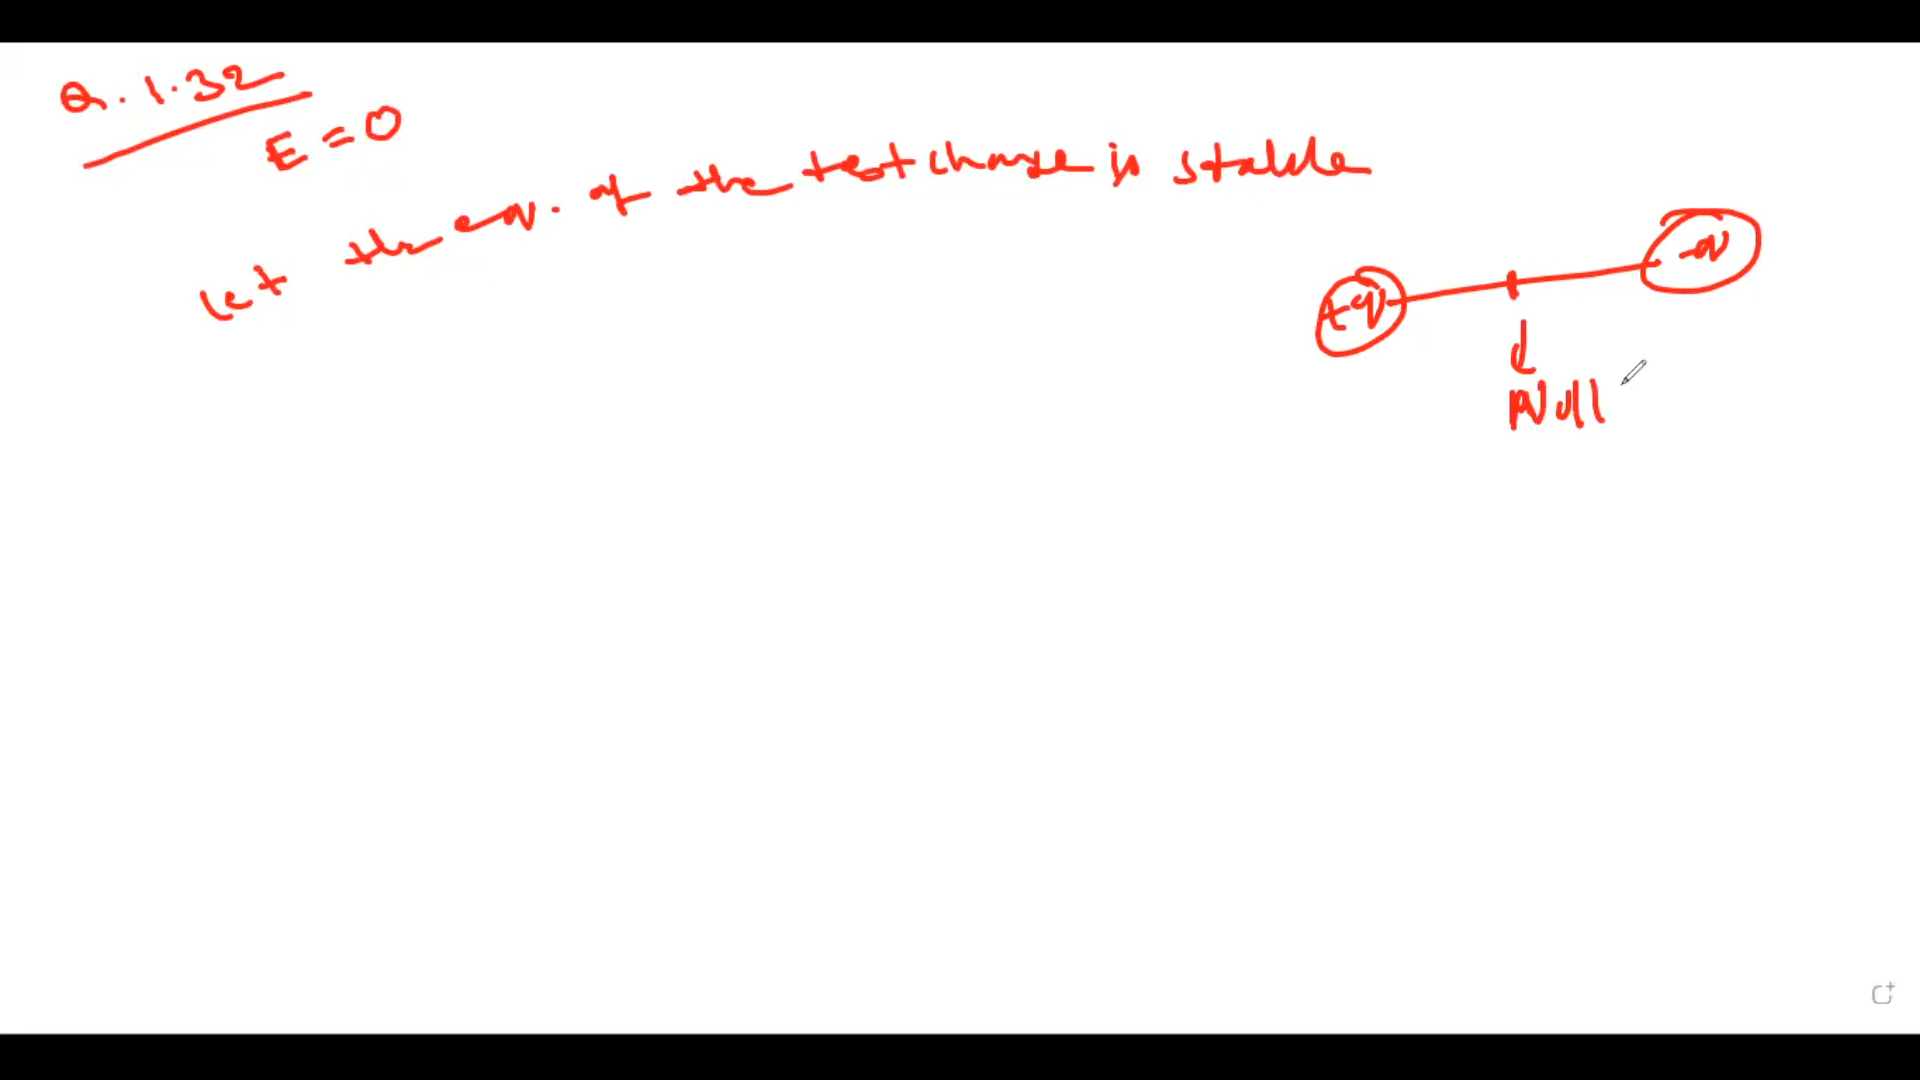 Q. 1.32
E = 0
let the eq. of the test charge is stable
+q
-q
Null